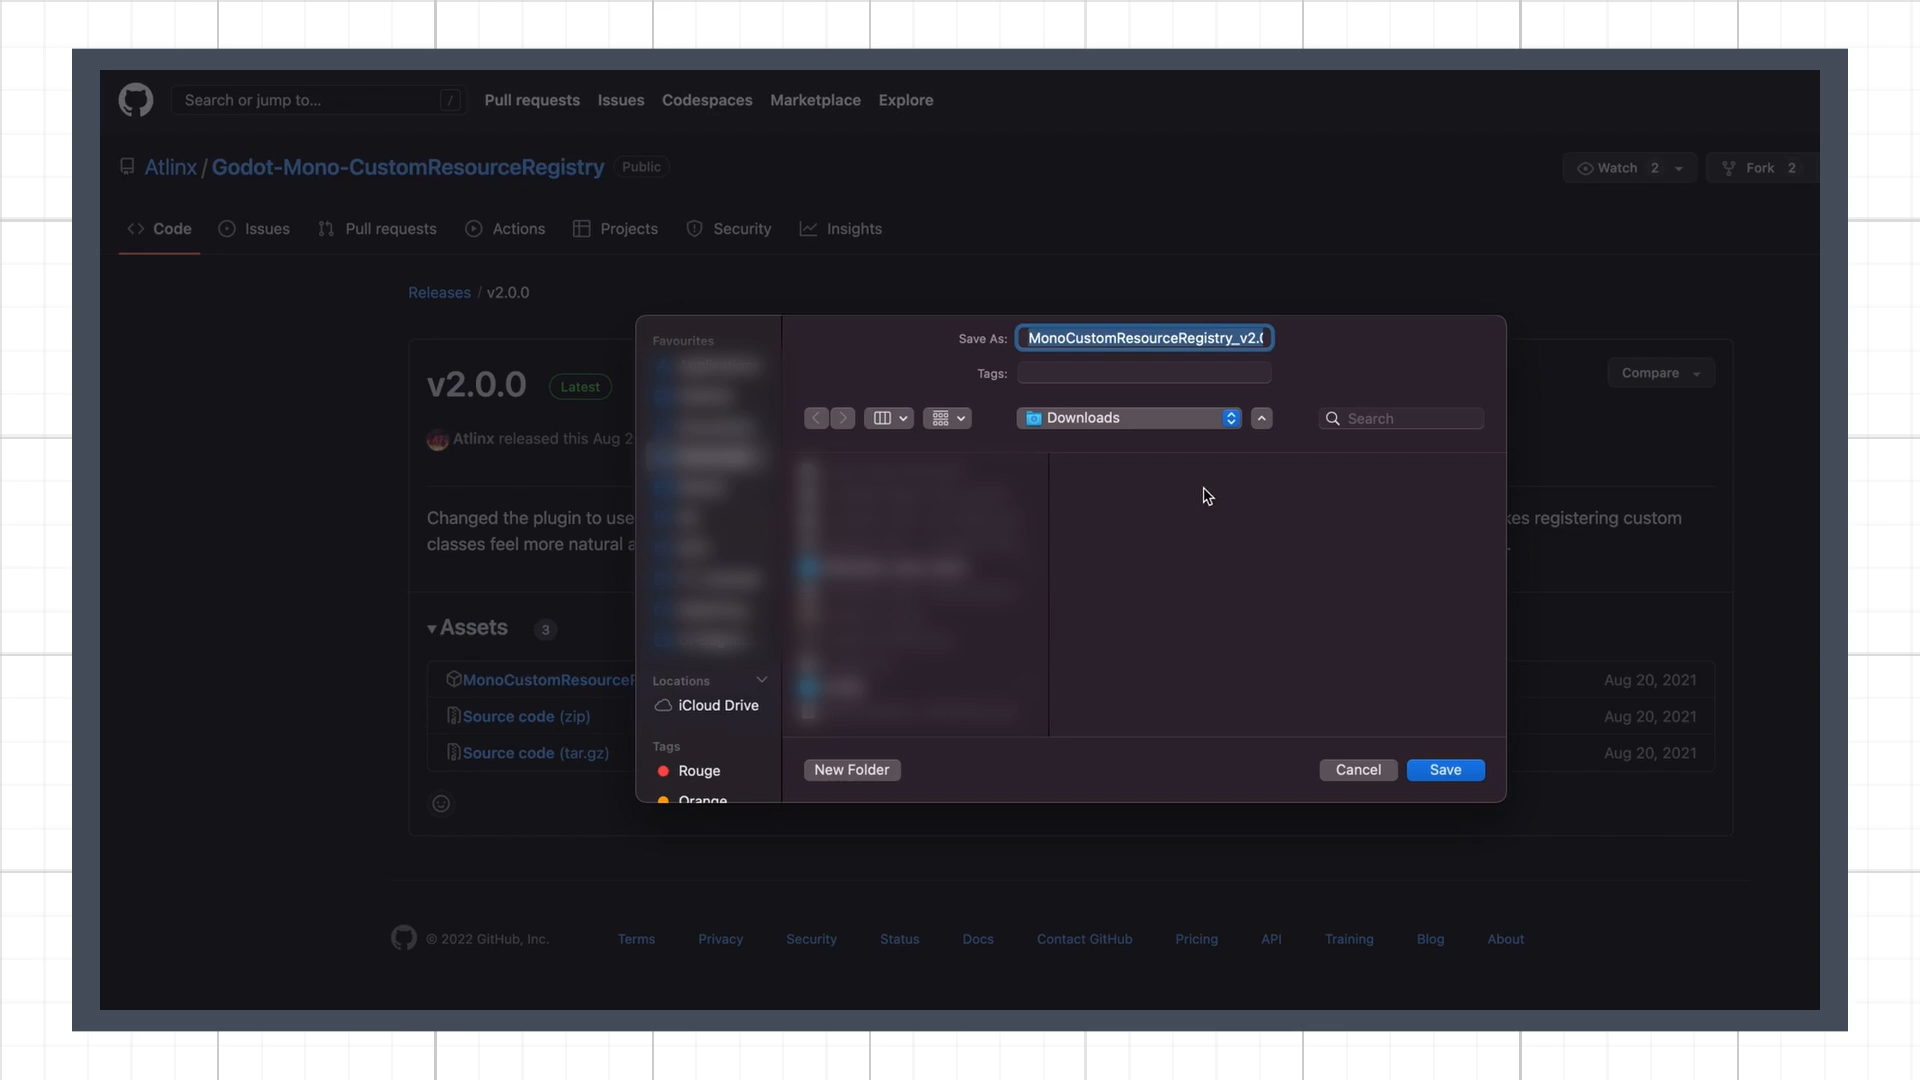 Search or jump to... /
Pull requests Issues Codespaces Marketplace Explore
Atlinx / Godot-Mono-CustomResourceRegistry Public
Watch 2
Fork 2
Code Issues Pull requests Actions Projects Security Insights
Releases / v2.0.0
v2.0.0 Latest
Compare
Atlinx released this Aug 2
Changed the plugin to use
kes registering custom
classes feel more natural a
Assets 3
MonoCustomResourceR
Aug 20, 2021
Source code (zip)
Aug 20, 2021
Source code (tar.gz)
Aug 20, 2021
Favourites
Locations
iCloud Drive
Tags
Rouge
Orange
Save As: MonoCustomResourceRegistry_v2.0
Tags:
Downloads
Search
New Folder
Cancel
Save
© 2022 GitHub, Inc.
Terms Privacy Security Status Docs Contact GitHub Pricing API Training Blog About